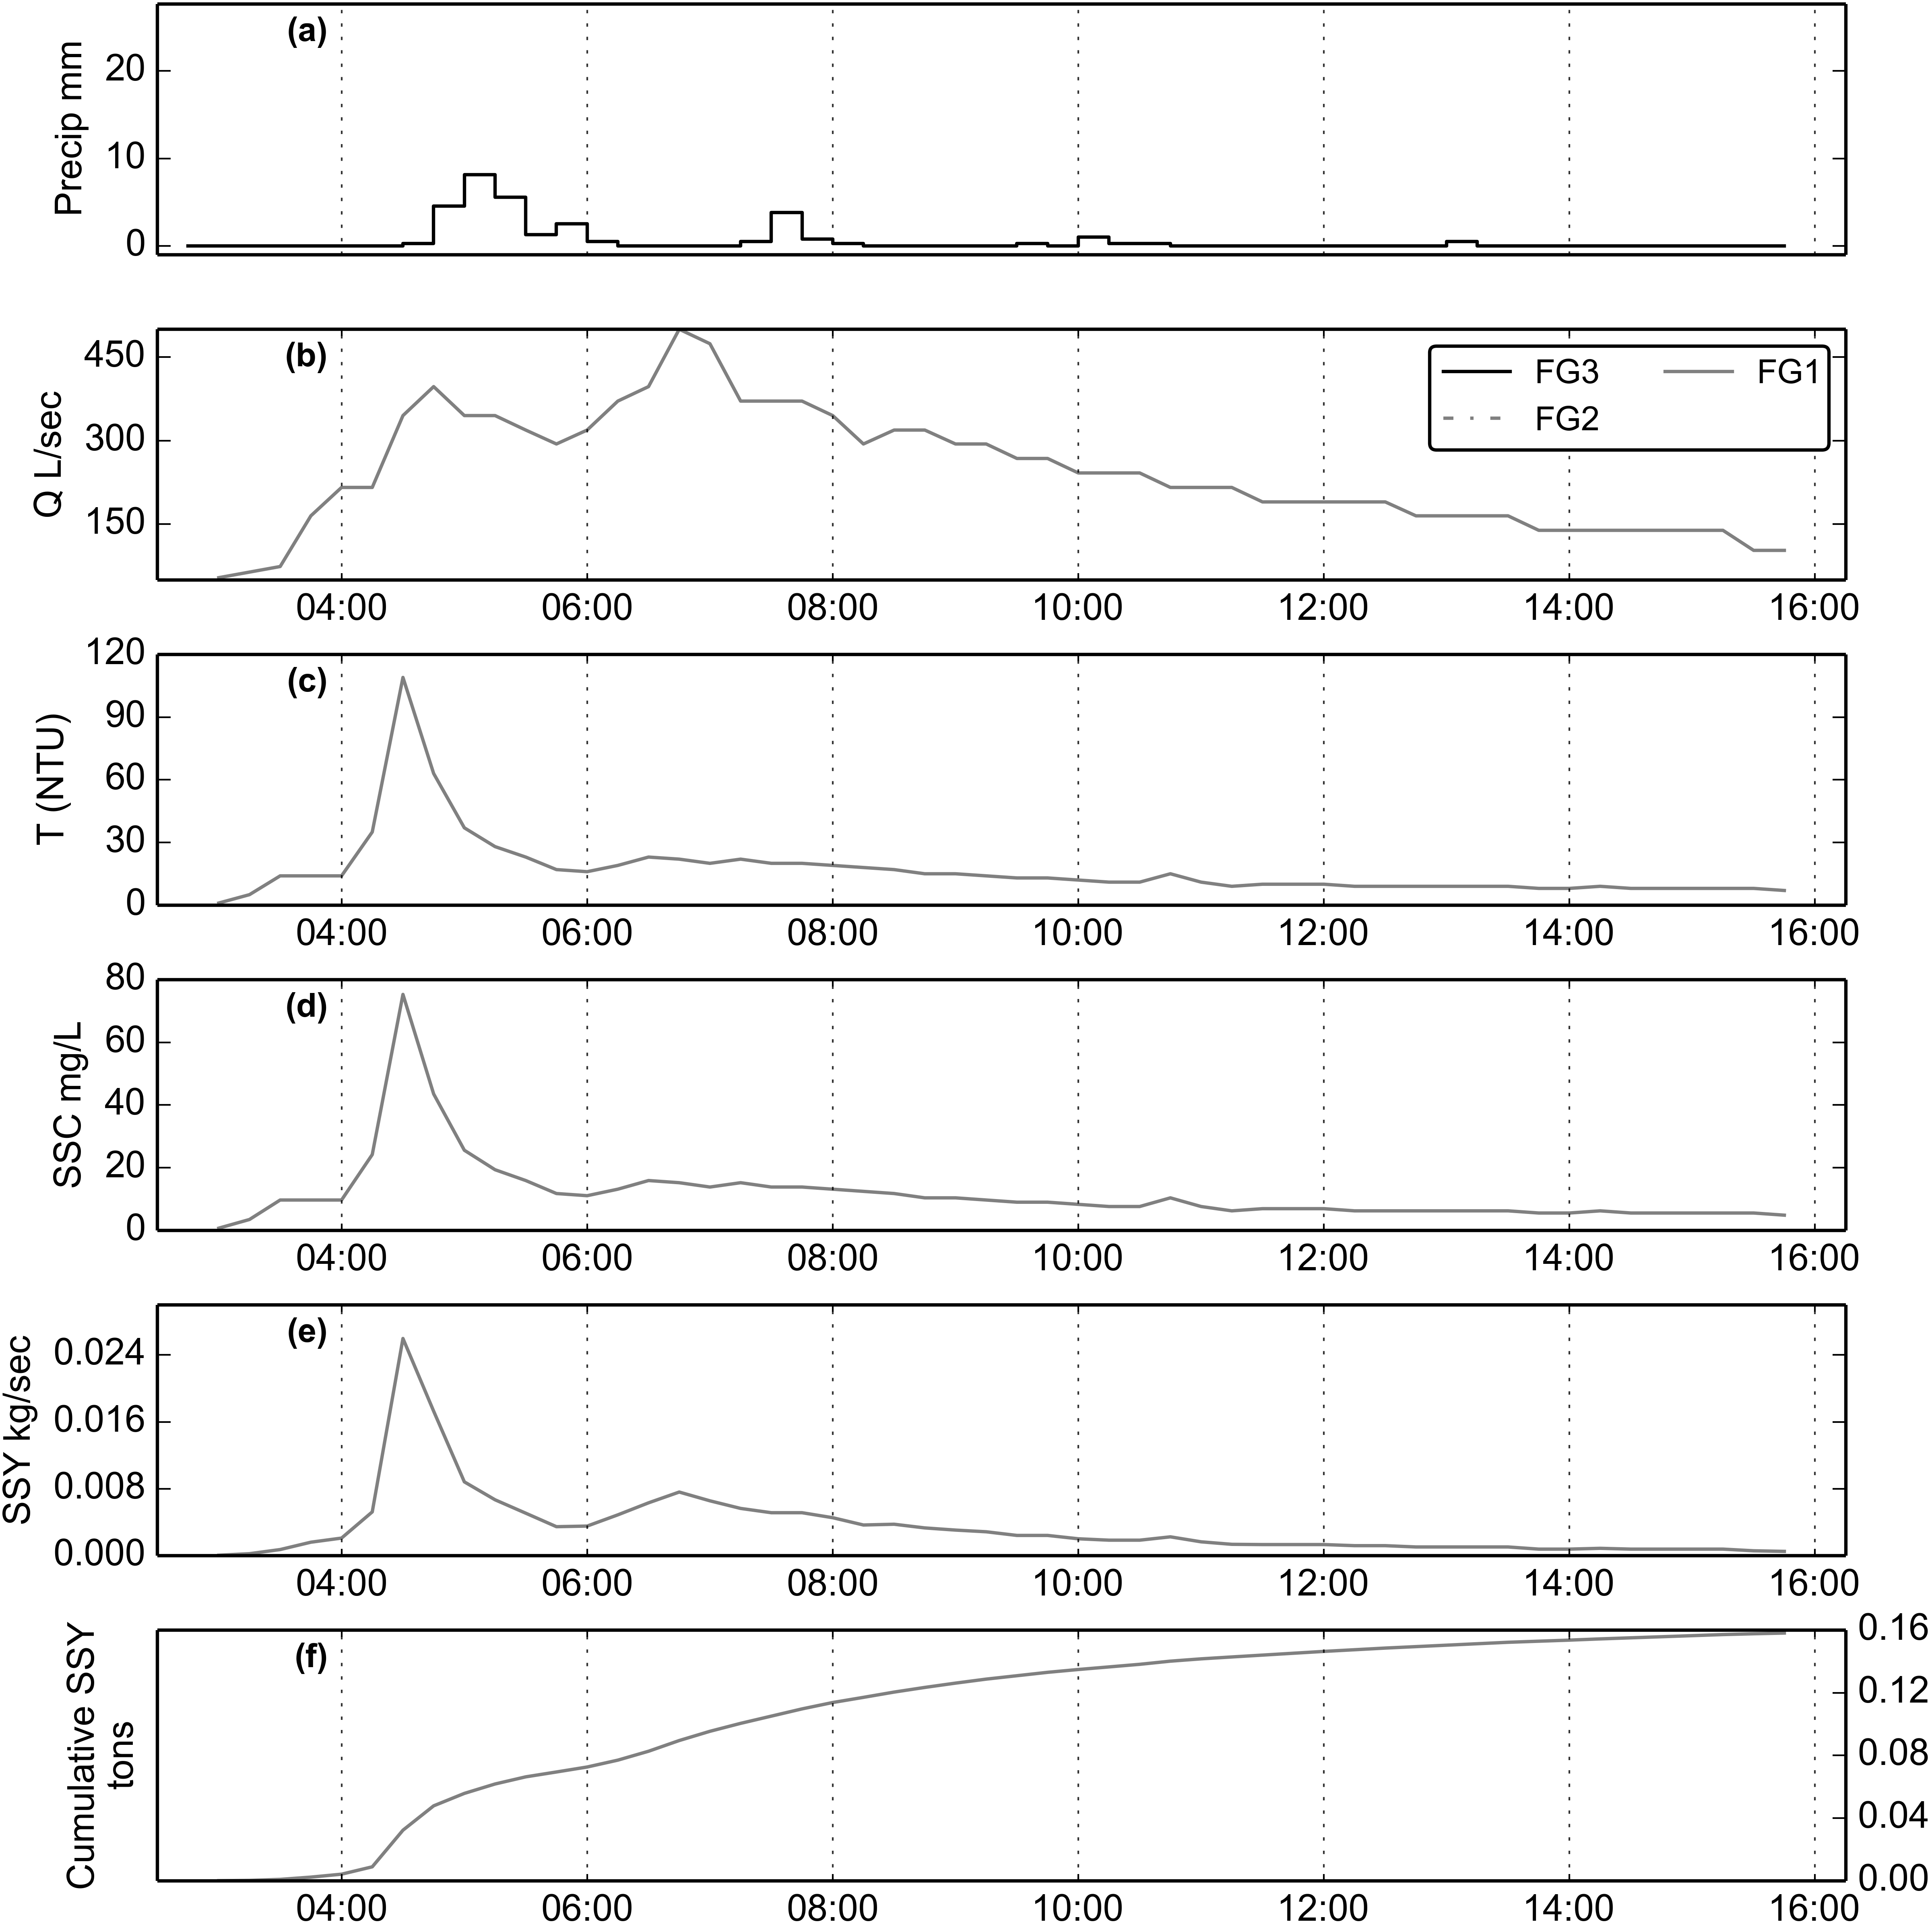 (a)
Precip mm
20
10
0
(b)
Q L/sec
450
300
150
FG3 FG1
FG2
04:00 06:00 08:00 10:00 12:00 14:00 16:00
(c)
T (NTU)
120
90
60
30
0
04:00 06:00 08:00 10:00 12:00 14:00 16:00
(d)
SSC mg/L
80
60
40
20
0
04:00 06:00 08:00 10:00 12:00 14:00 16:00
(e)
SSY kg/sec
0.024
0.016
0.008
0.000
04:00 06:00 08:00 10:00 12:00 14:00 16:00
(f)
Cumulative SSY
tons
0.16
0.12
0.08
0.04
0.00
04:00 06:00 08:00 10:00 12:00 14:00 16:00